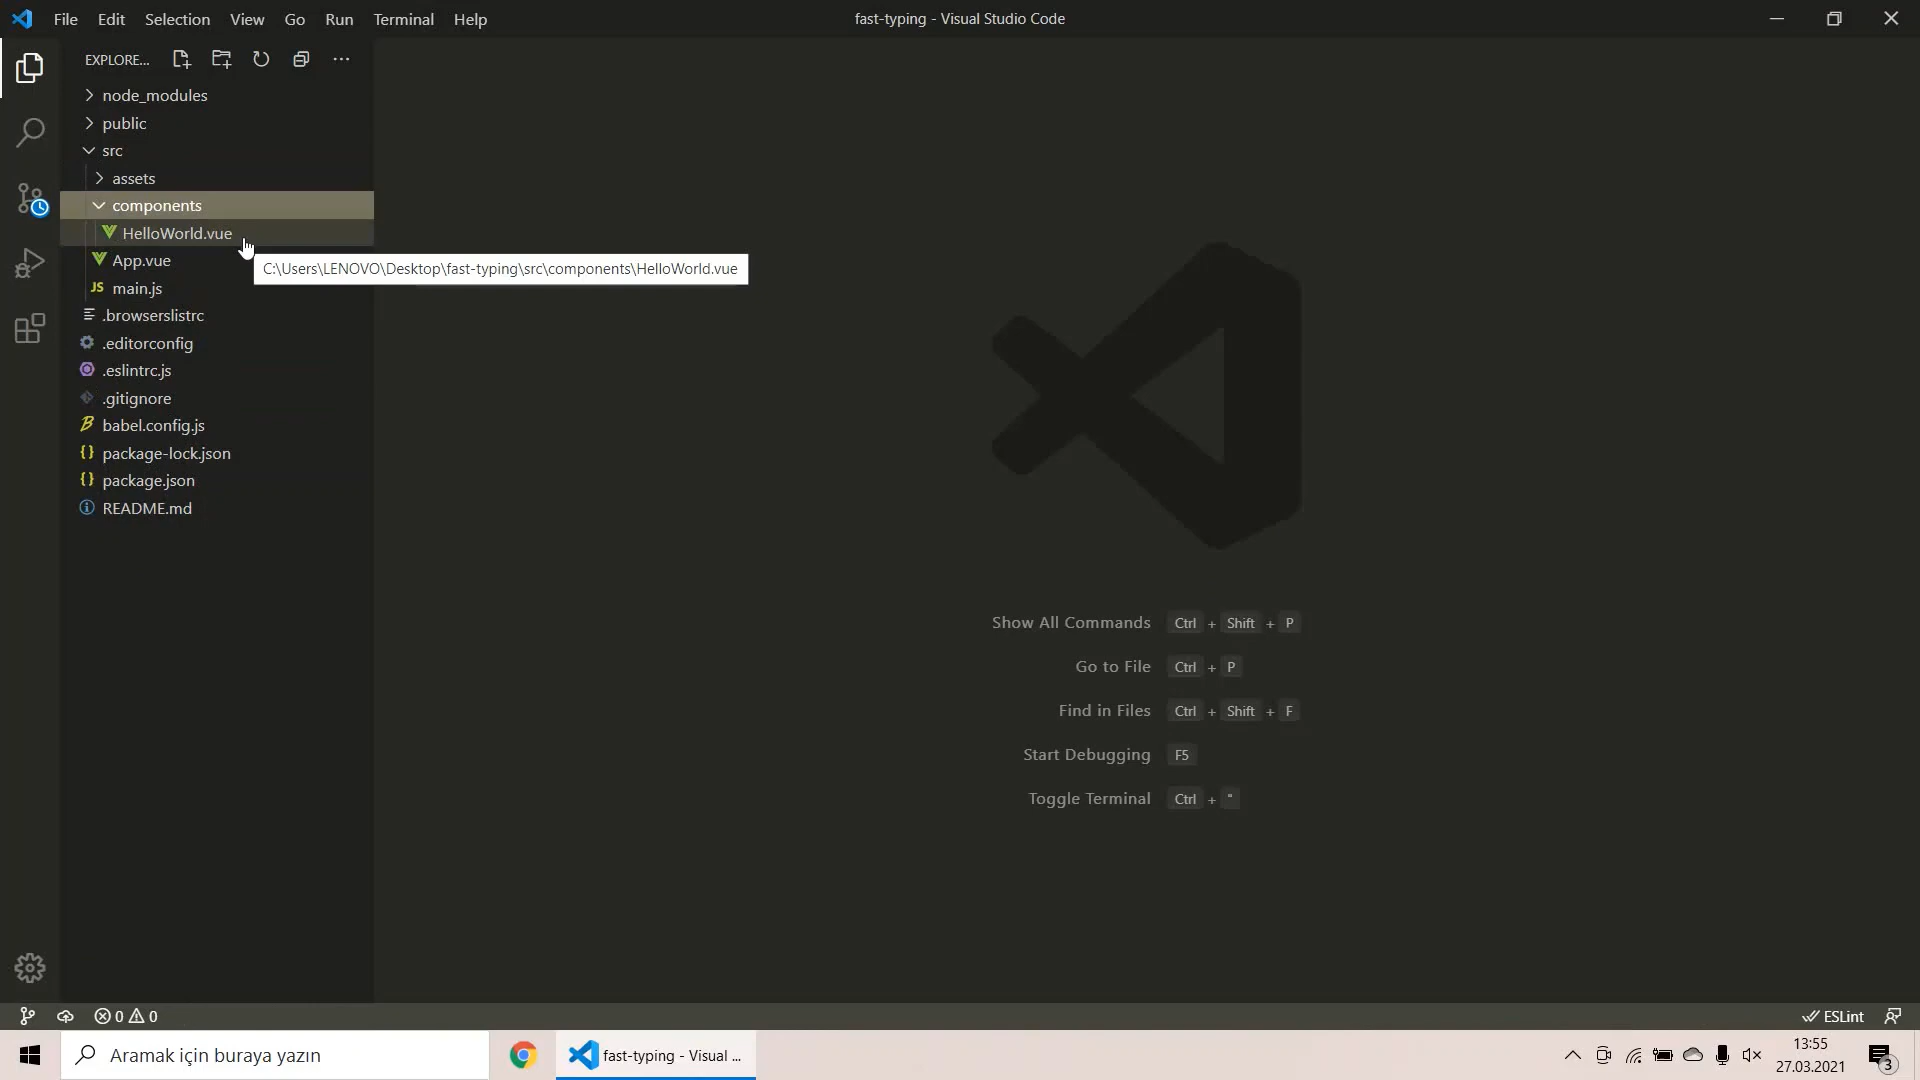 File Edit Selection View Go Run Terminal Help
fast-typing - Visual Studio Code
EXPLORE...
node_modules
public
src
assets
components
HelloWorld.vue
App.vue
C:\Users\LENOVO\Desktop\fast-typing\src\components\HelloWorld.vue
JS main.js
.browserslistrc
.editorconfig
.eslintrc.js
.gitignore
babel.config.js
{} package-lock.json
{} package.json
README.md
Show All Commands Ctrl + Shift + P
Go to File Ctrl + P
Find in Files Ctrl + Shift + F
Start Debugging F5
Toggle Terminal Ctrl + "
0 0
ESLint
Aramak için buraya yazın
fast-typing - Visual ...
13:55
27.03.2021
3